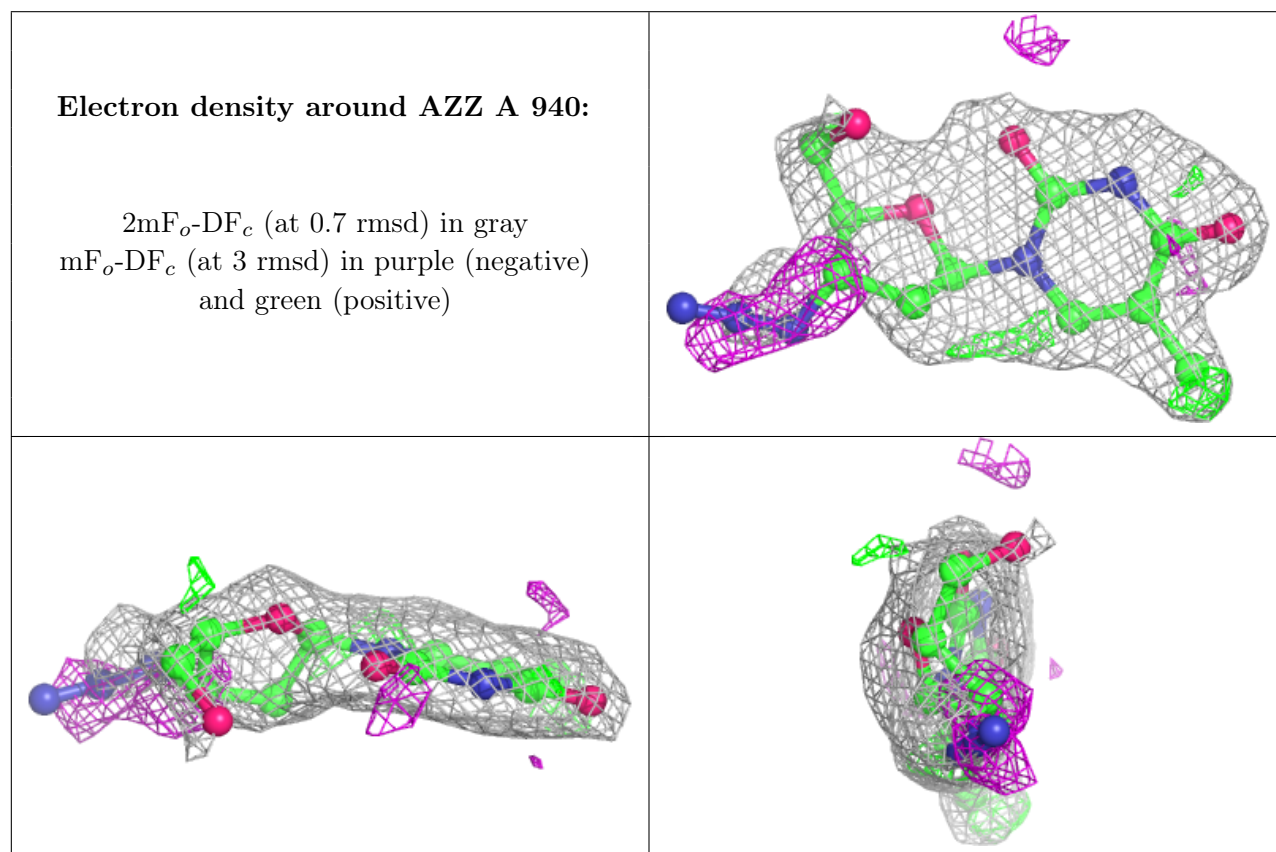 Electron density around AZZ A 940:
2mFo-DFc (at 0.7 rmsd) in gray
mFo-DFc (at 3 rmsd) in purple (negative)
and green (positive)